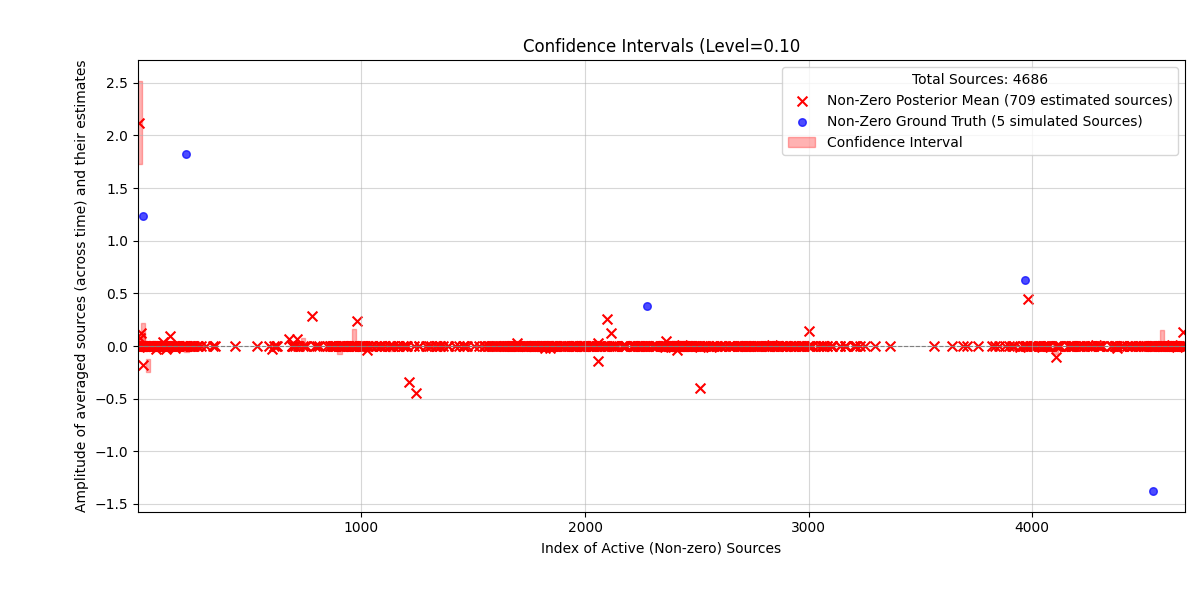 Confidence Intervals (Level=0.10
Amplitude of averaged sources (across time) and their estimates
2.5
2.0
1.5
1.0
0.5
0.0
−0.5
−1.0
−1.5
Total Sources: 4686
Non-Zero Posterior Mean (709 estimated sources)
Non-Zero Ground Truth (5 simulated Sources)
Confidence Interval
1000
2000
3000
4000
Index of Active (Non-zero) Sources